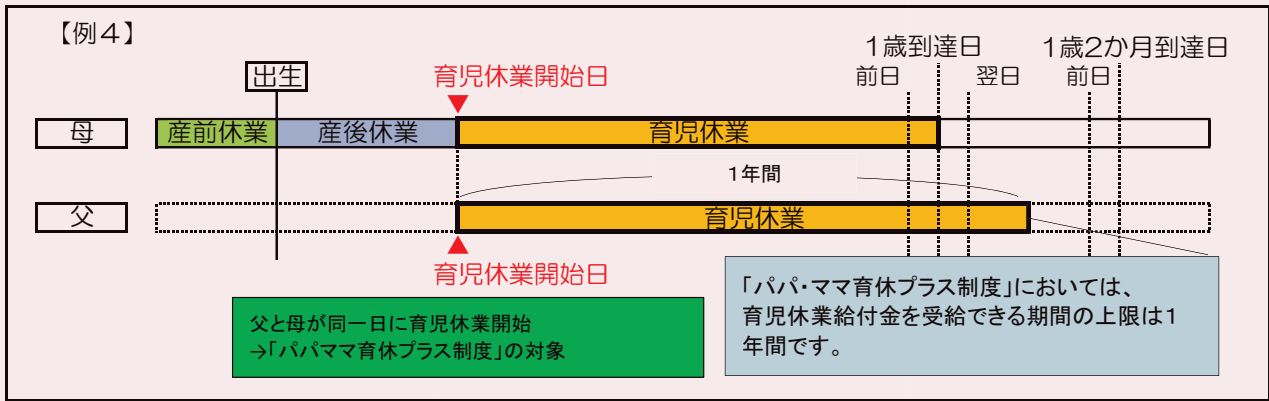 【例４】
１歳到達日
１歳２か月到達日
前日
翌日
前日
出生
育児休業開始日
母
産前休業
産後休業
育児休業
１年間
父
育児休業
育児休業開始日
父と母が同一日に育児休業開始
→「パパママ育休プラス制度」の対象
「パパ・ママ育休プラス制度」においては、
育児休業給付金を受給できる期間の上限は１
年間です。